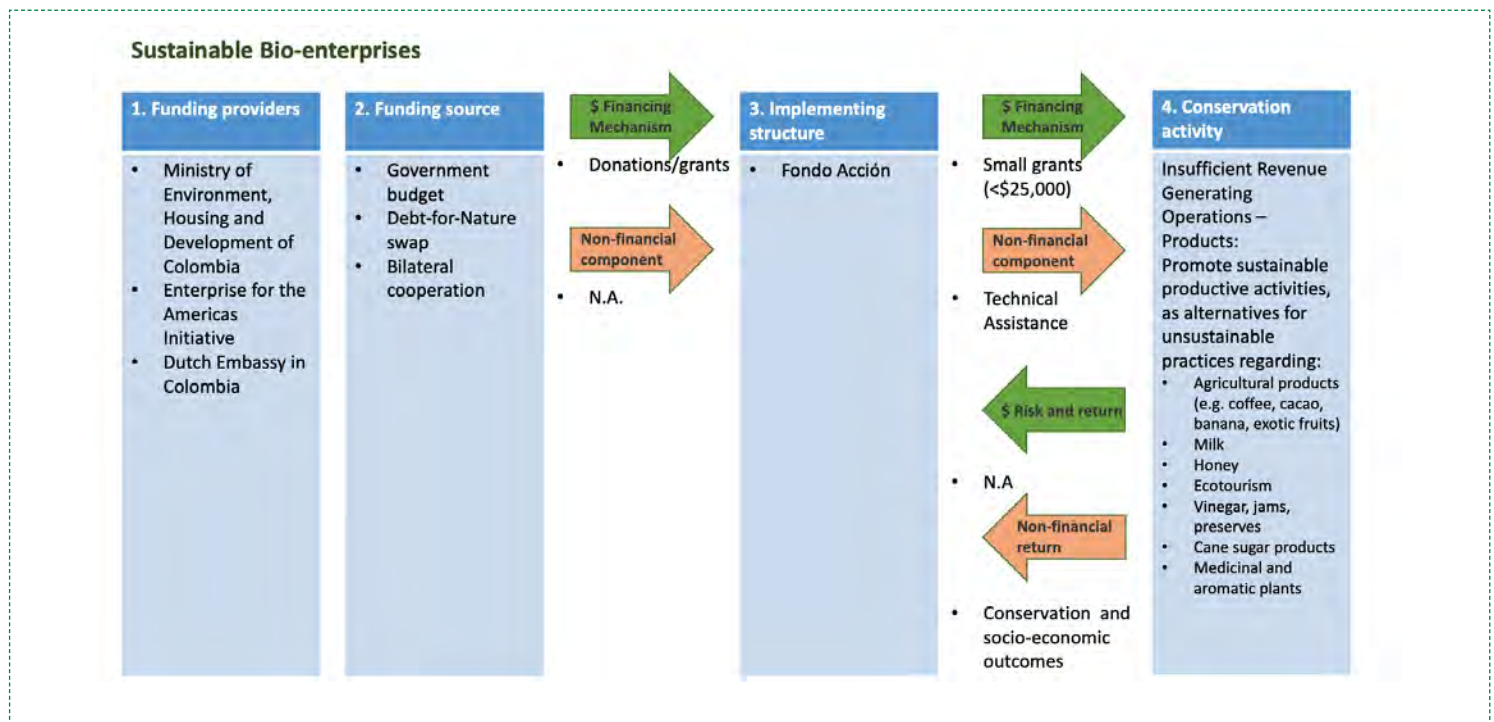 Sustainable Bio-enterprises
1. Funding providers
• Ministry of
Environment,
Housing and
Development of
Colombia
• Enterprise for the
Americas
Initiative
• Dutch Embassy in
Colombia
2. Funding source
• Government
budget
• Debt-for-Nature
swap
• Bilateral
cooperation
$ Financing
Mechanism
• Donations/grants
Non-financial
component
• N.A.
3. Implementing
structure
• Fondo Acción
$ Financing
Mechanism
• Small grants
(<$25,000)
Non-financial
component
• Technical
Assistance
$ Risk and return
• N.A
Non-financial
return
• Conservation and
socio-economic
outcomes
4. Conservation
activity
Insufficient Revenue
Generating
Operations –
Products:
Promote sustainable
productive activities,
as alternatives for
unsustainable
practices regarding:
• Agricultural products
(e.g. coffee, cacao,
banana, exotic fruits)
• Milk
• Honey
• Ecotourism
• Vinegar, jams,
preserves
• Cane sugar products
• Medicinal and
aromatic plants